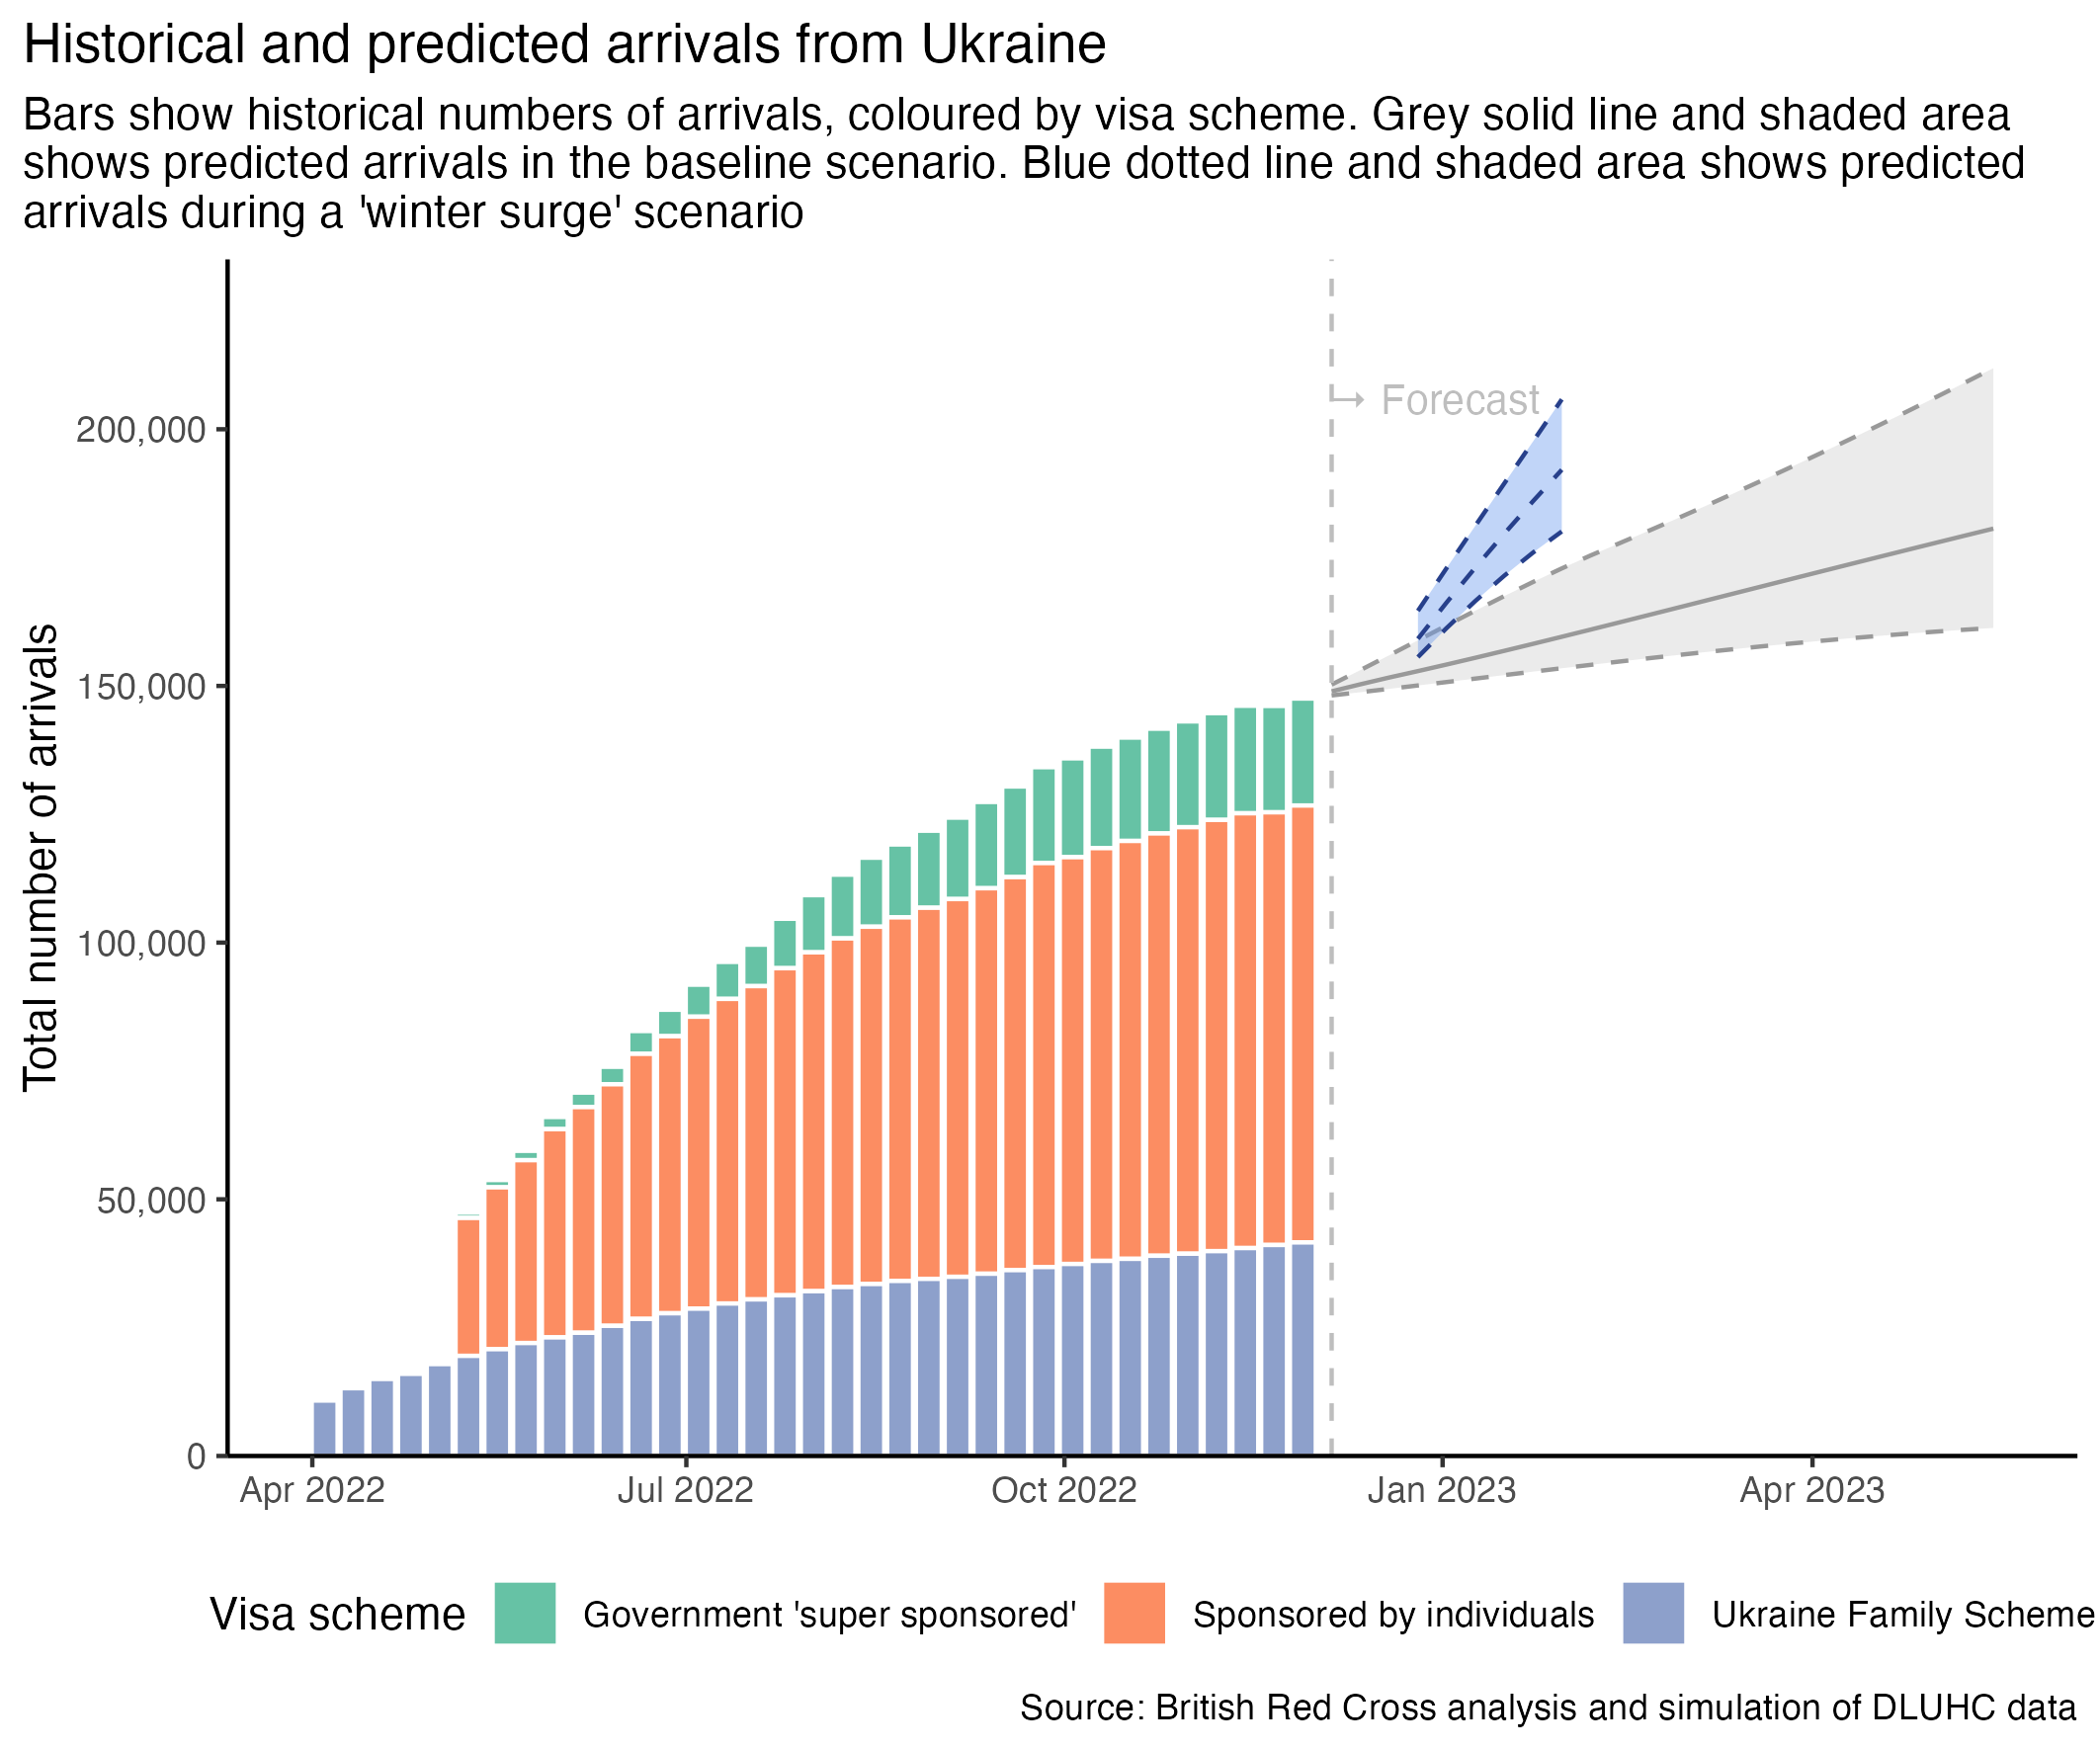 Historical and predicted arrivals from Ukraine
Bars show historical numbers of arrivals, coloured by visa scheme. Grey solid line and shaded area
shows predicted arrivals in the baseline scenario. Blue dotted line and shaded area shows predicted
arrivals during a 'winter surge' scenario
Total number of arrivals
200,000
150,000
100,000
50,000
0
Forecast
Apr 2022
Jul 2022
Oct 2022
Jan 2023
Apr 2023
Visa scheme
Government 'super sponsored'
Sponsored by individuals
Ukraine Family Scheme
Source: British Red Cross analysis and simulation of DLUHC data